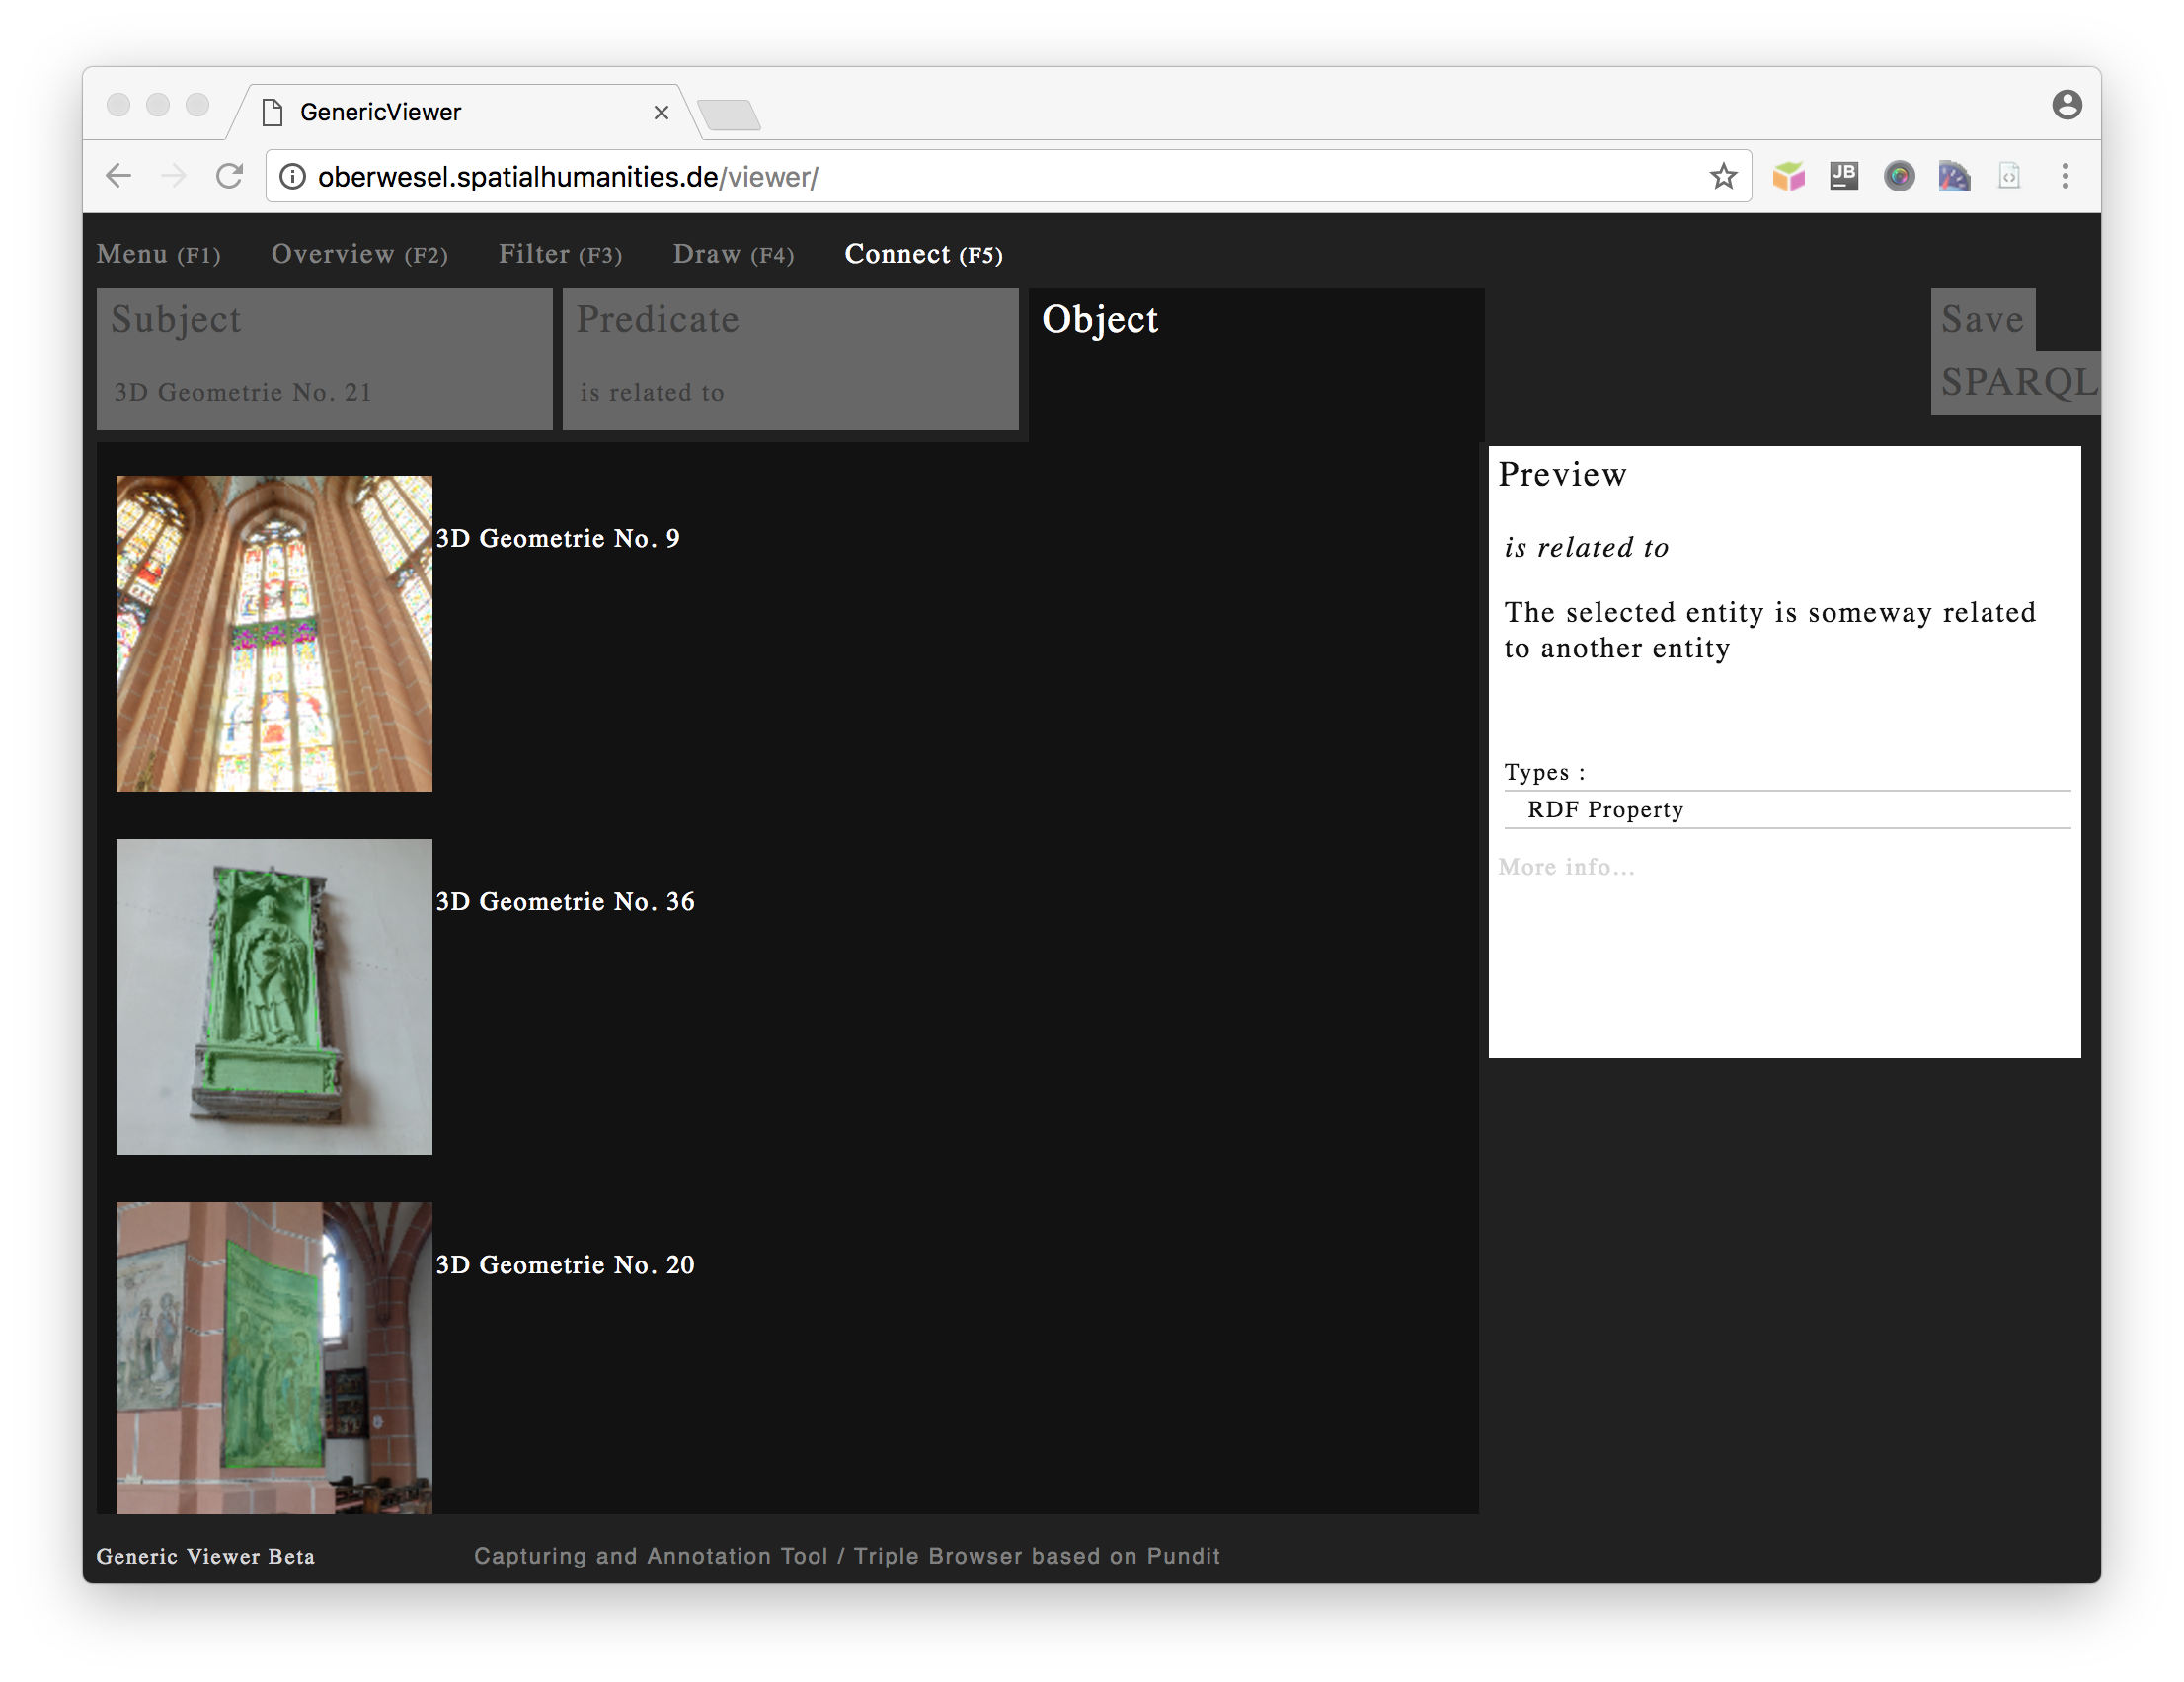 GenericViewer
oberwesel.spatialhumanities.de/viewer/
JB
Menu (F1) Overview (F2) Filter (F3) Draw (F4) Connect (F5)
Subject
3D Geometrie No. 21
Predicate
is related to
Object
Save
SPARQL
3D Geometrie No. 9
3D Geometrie No. 36
3D Geometrie No. 20
Preview
is related to
The selected entity is someway related
to another entity
Types :
RDF Property
More info...
Generic Viewer Beta
Capturing and Annotation Tool / Triple Browser based on Pundit